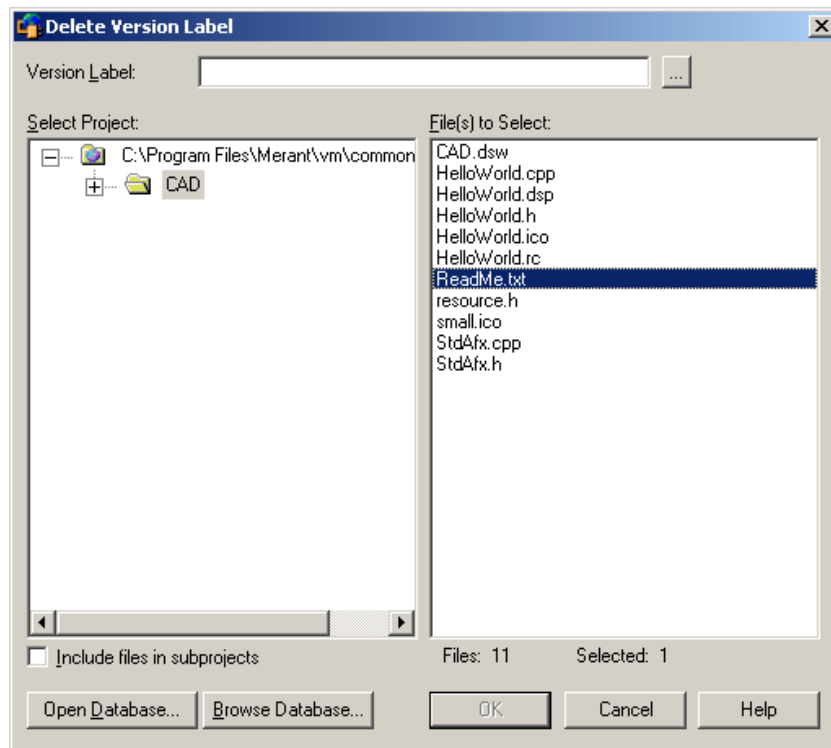 Delete Version Label
Version Label:
...
Select Project:
C:\Program Files\Merant\vm\common
CAD
File(s) to Select:
CAD.dsw
HelloWorld.cpp
HelloWorld.dsp
HelloWorld.h
HelloWorld.ico
HelloWorld.rc
ReadMe.txt
resource.h
small.ico
StdAfx.cpp
StdAfx.h
Include files in subprojects
Files: 11 Selected: 1
Open Database... Browse Database... OK Cancel Help